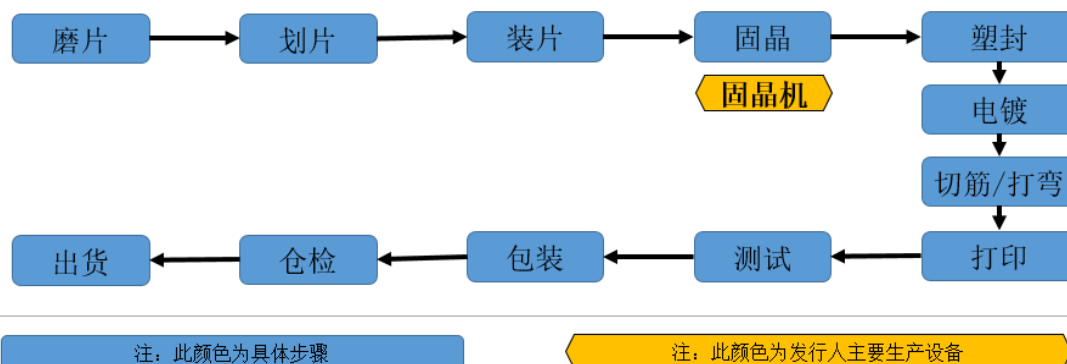 磨片
划片
装片
固晶
塑封
固晶机
电镀
切筋/打弯
打印
测试
包装
仓检
出货
注：此颜色为具体步骤
注：此颜色为发行人主要生产设备